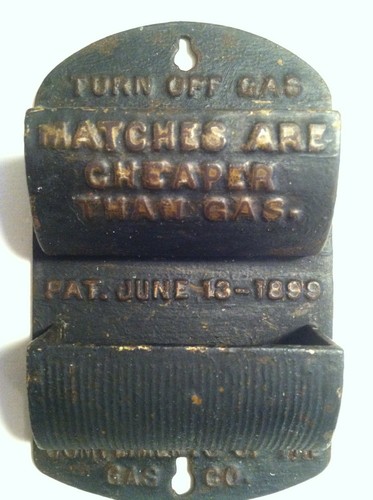 TURN OFF GAS
MATCHES ARE
CHEAPER
THAN GAS.
PAT. JUNE-13-1899
GAS CO.